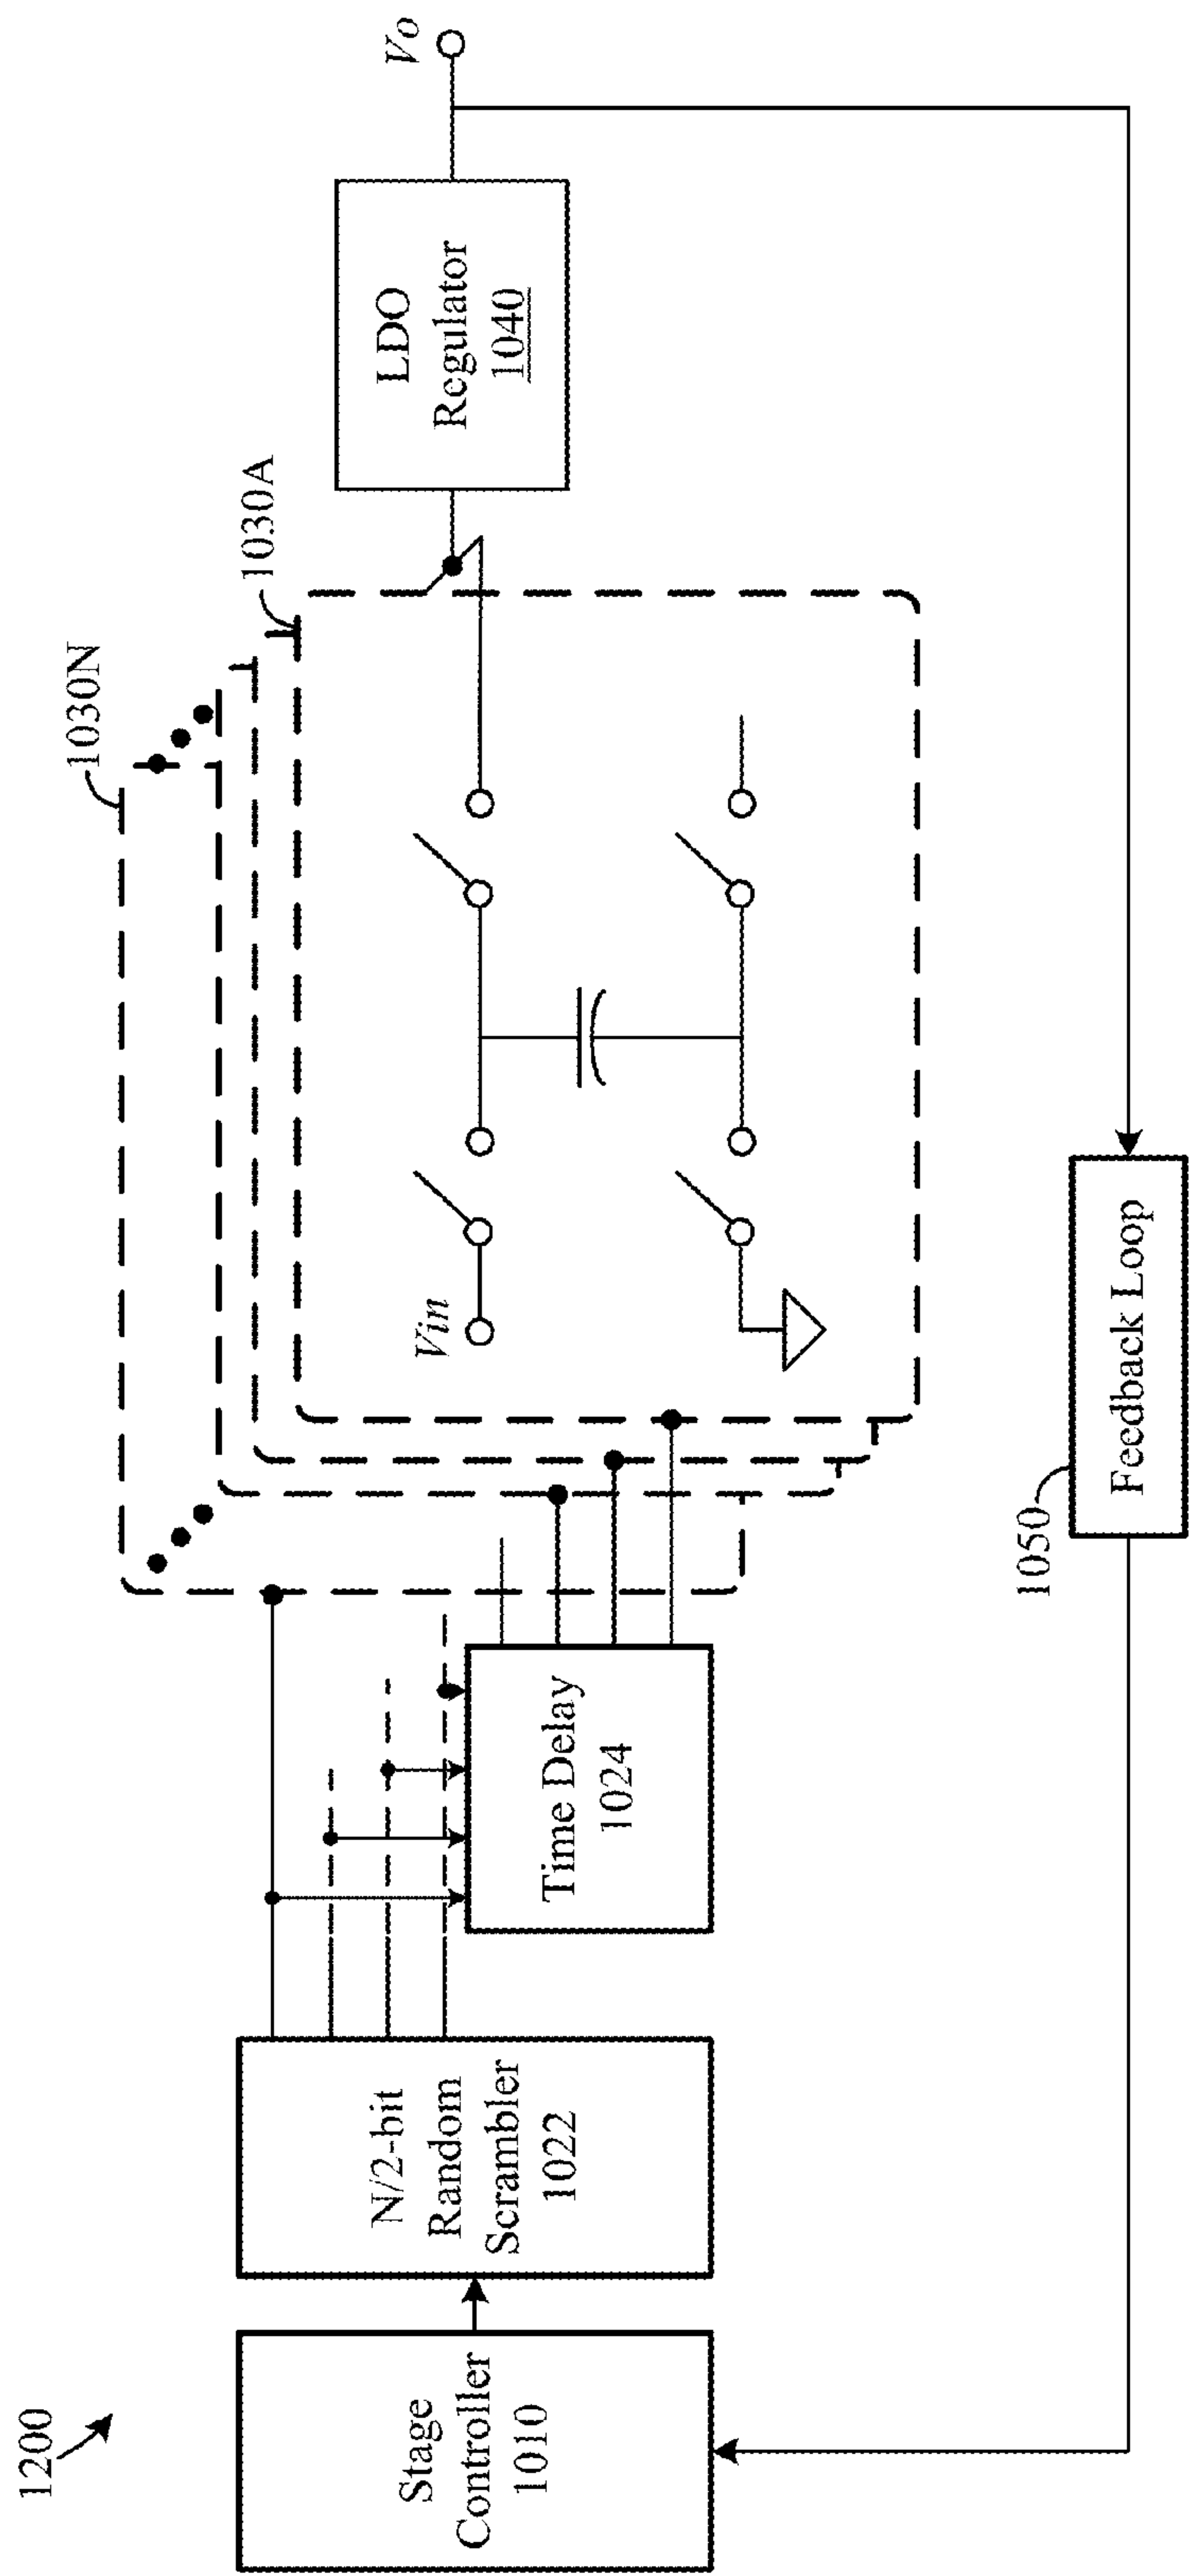 1200
Stage
Controller
1010
N/2-bit
Random
Scrambler
1022
Time Delay
1024
1030N
1030A
Vin
LDO
Regulator
1040
Vo
1050
Feedback Loop